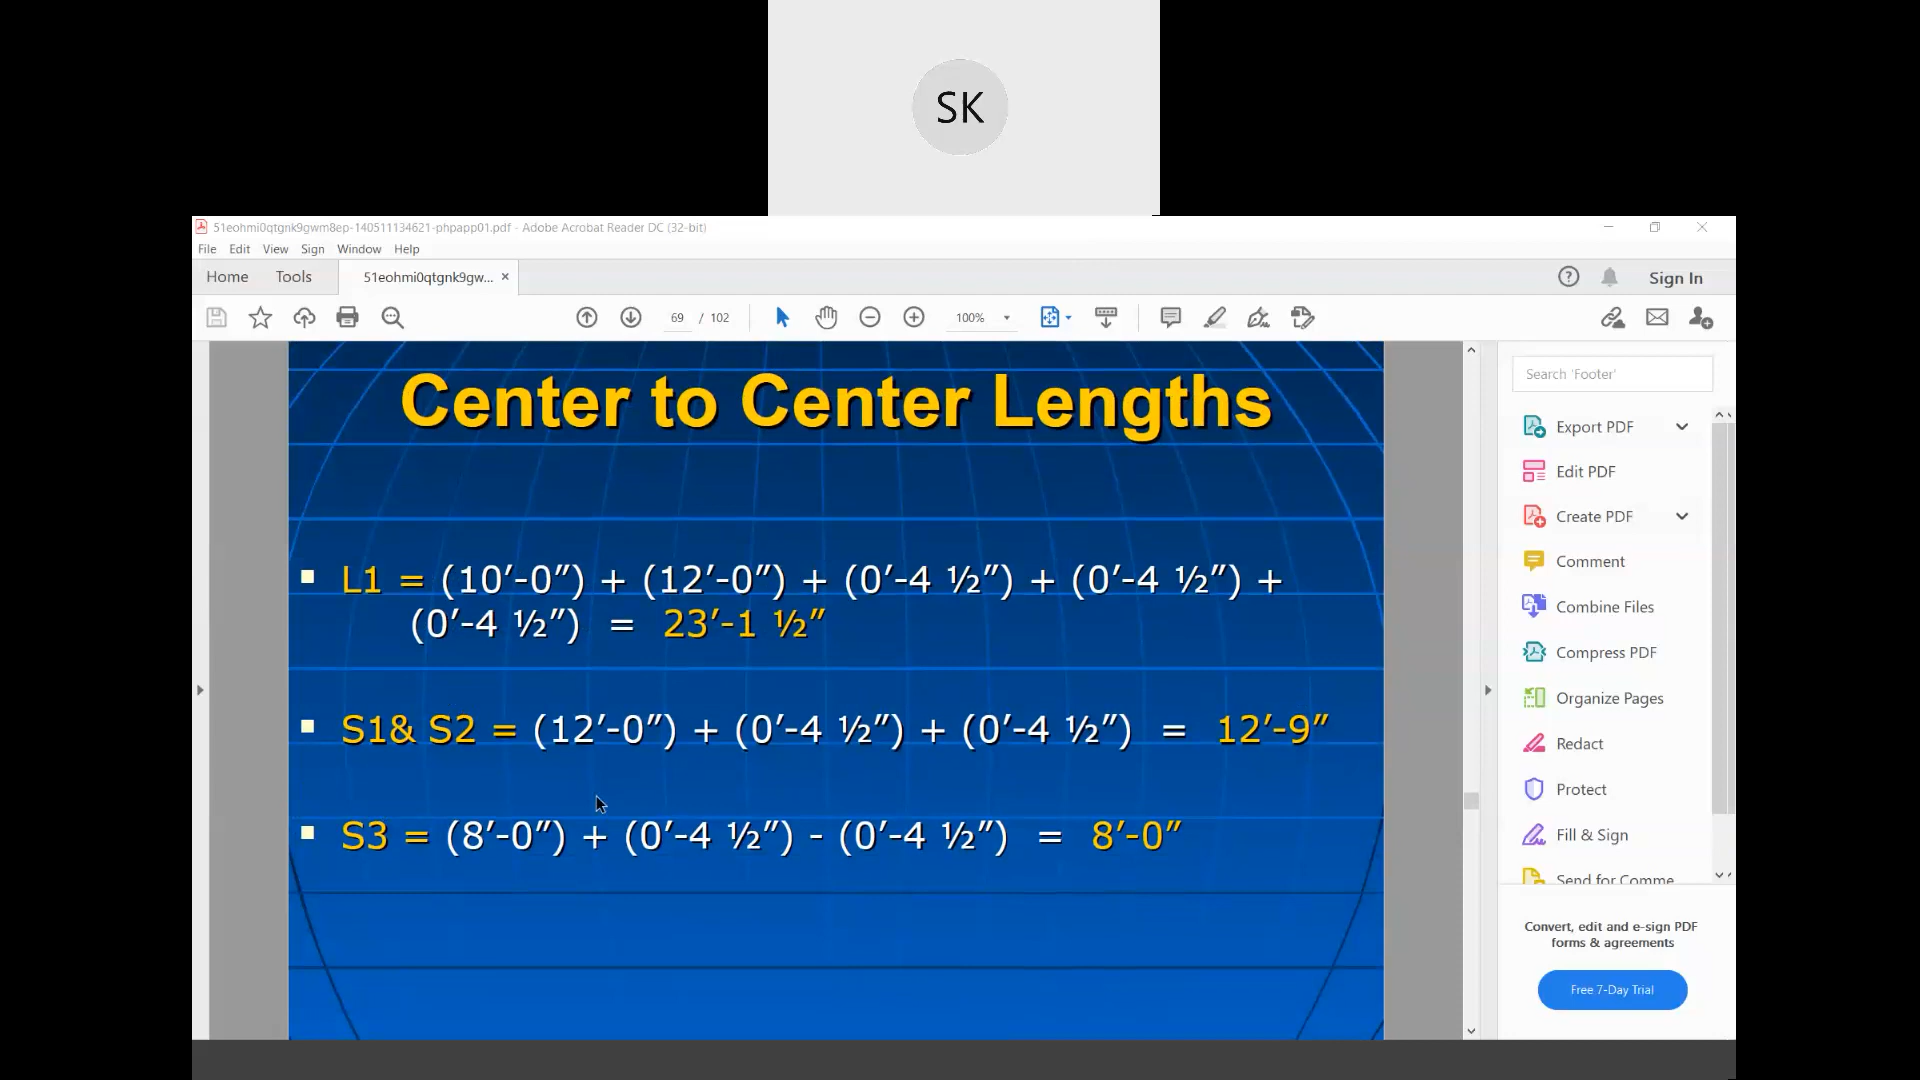 SK
51eohmi0qtgnk9gwm8ep-140511134621-phpapp01.pdf - Adobe Acrobat Reader DC (32-bit)
File Edit View Sign Window Help
Home Tools 51eohmi0qtgnk9gw... × Sign In
69 / 102 100%
Center to Center Lengths
L1 = (10’-0”) + (12’-0”) + (0’-4 ½”) + (0’-4 ½”) +
(0’-4 ½”) = 23’-1 ½”
S1& S2 = (12’-0”) + (0’-4 ½”) + (0’-4 ½”) = 12’-9”
S3 = (8’-0”) + (0’-4 ½”) - (0’-4 ½”) = 8’-0”
Search 'Footer'
Export PDF
Edit PDF
Create PDF
Comment
Combine Files
Compress PDF
Organize Pages
Redact
Protect
Fill & Sign
Send for Comme
Convert, edit and e-sign PDF
forms & agreements
Free 7-Day Trial